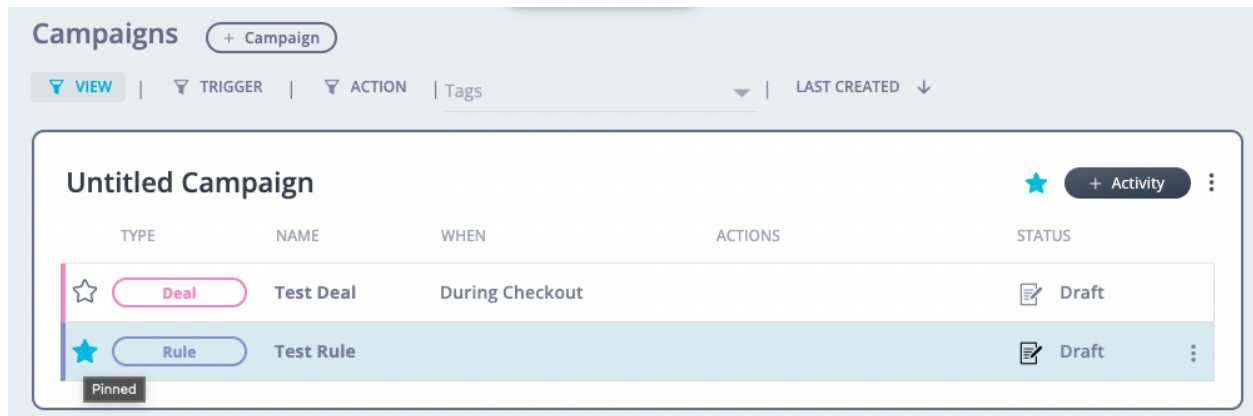 Campaigns + Campaign
VIEW | TRIGGER | ACTION | Tags | LAST CREATED
Untitled Campaign + Activity
TYPE NAME WHEN ACTIONS STATUS
Deal Test Deal During Checkout Draft
Rule Test Rule Draft
Pinned